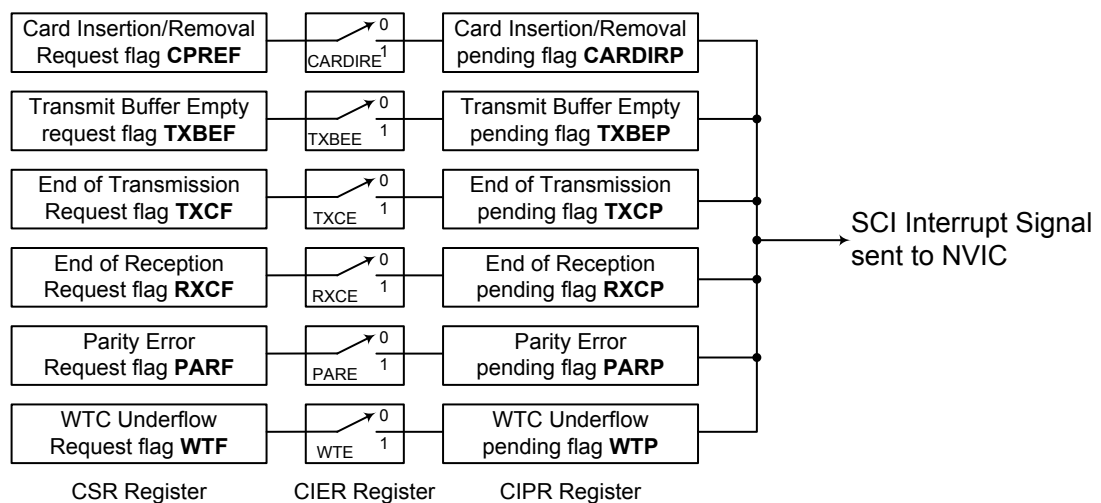 Card Insertion/Removal
Request flag CPREF
0
1
CARDIRE
Card Insertion/Removal
pending flag CARDIRP
Transmit Buffer Empty
request flag TXBEF
0
1
TXBEE
Transmit Buffer Empty
pending flag TXBEP
End of Transmission
Request flag TXCF
0
1
TXCE
End of Transmission
pending flag TXCP
SCI Interrupt Signal
sent to NVIC
End of Reception
Request flag RXCF
0
1
RXCE
End of Reception
pending flag RXCP
Parity Error
Request flag PARF
0
1
PARE
Parity Error
pending flag PARP
WTC Underflow
Request flag WTF
0
1
WTE
WTC Underflow
pending flag WTP
CSR Register
CIER Register
CIPR Register